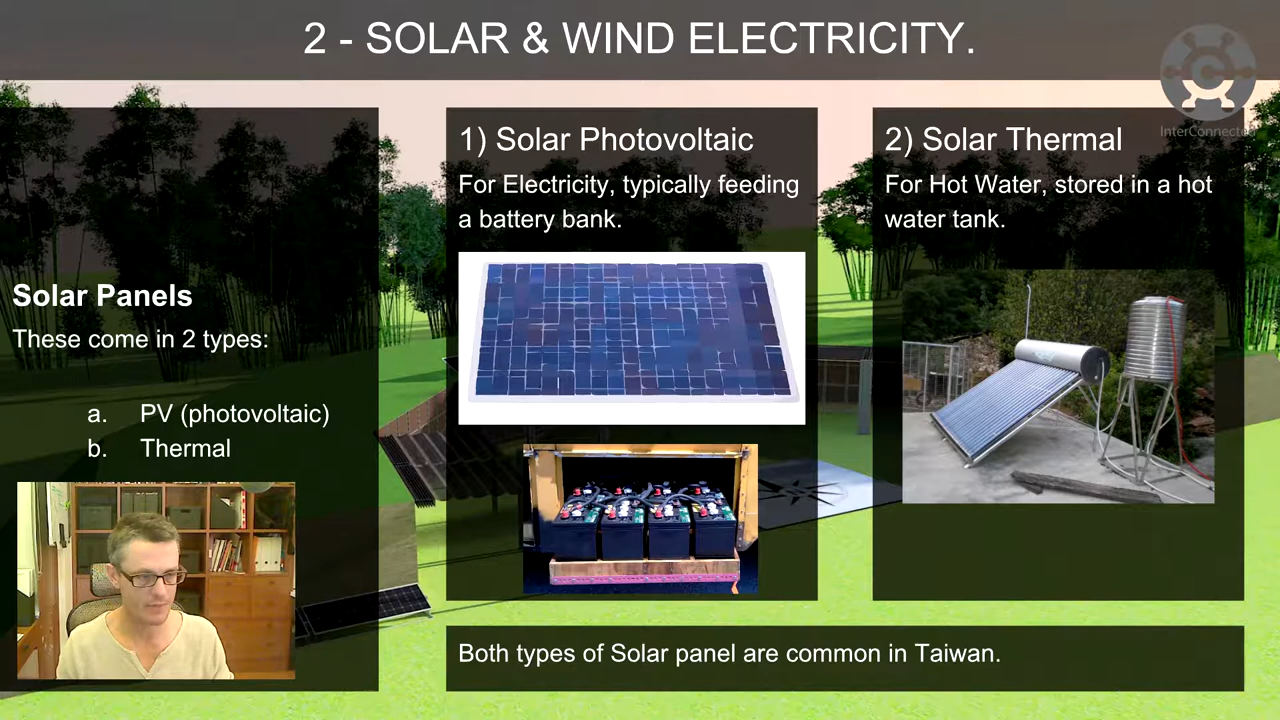 2 - SOLAR & WIND ELECTRICITY.
InterConnected
Solar Panels
These come in 2 types:
a. PV (photovoltaic)
b. Thermal
1) Solar Photovoltaic
For Electricity, typically feeding
a battery bank.
2) Solar Thermal
For Hot Water, stored in a hot
water tank.
Both types of Solar panel are common in Taiwan.